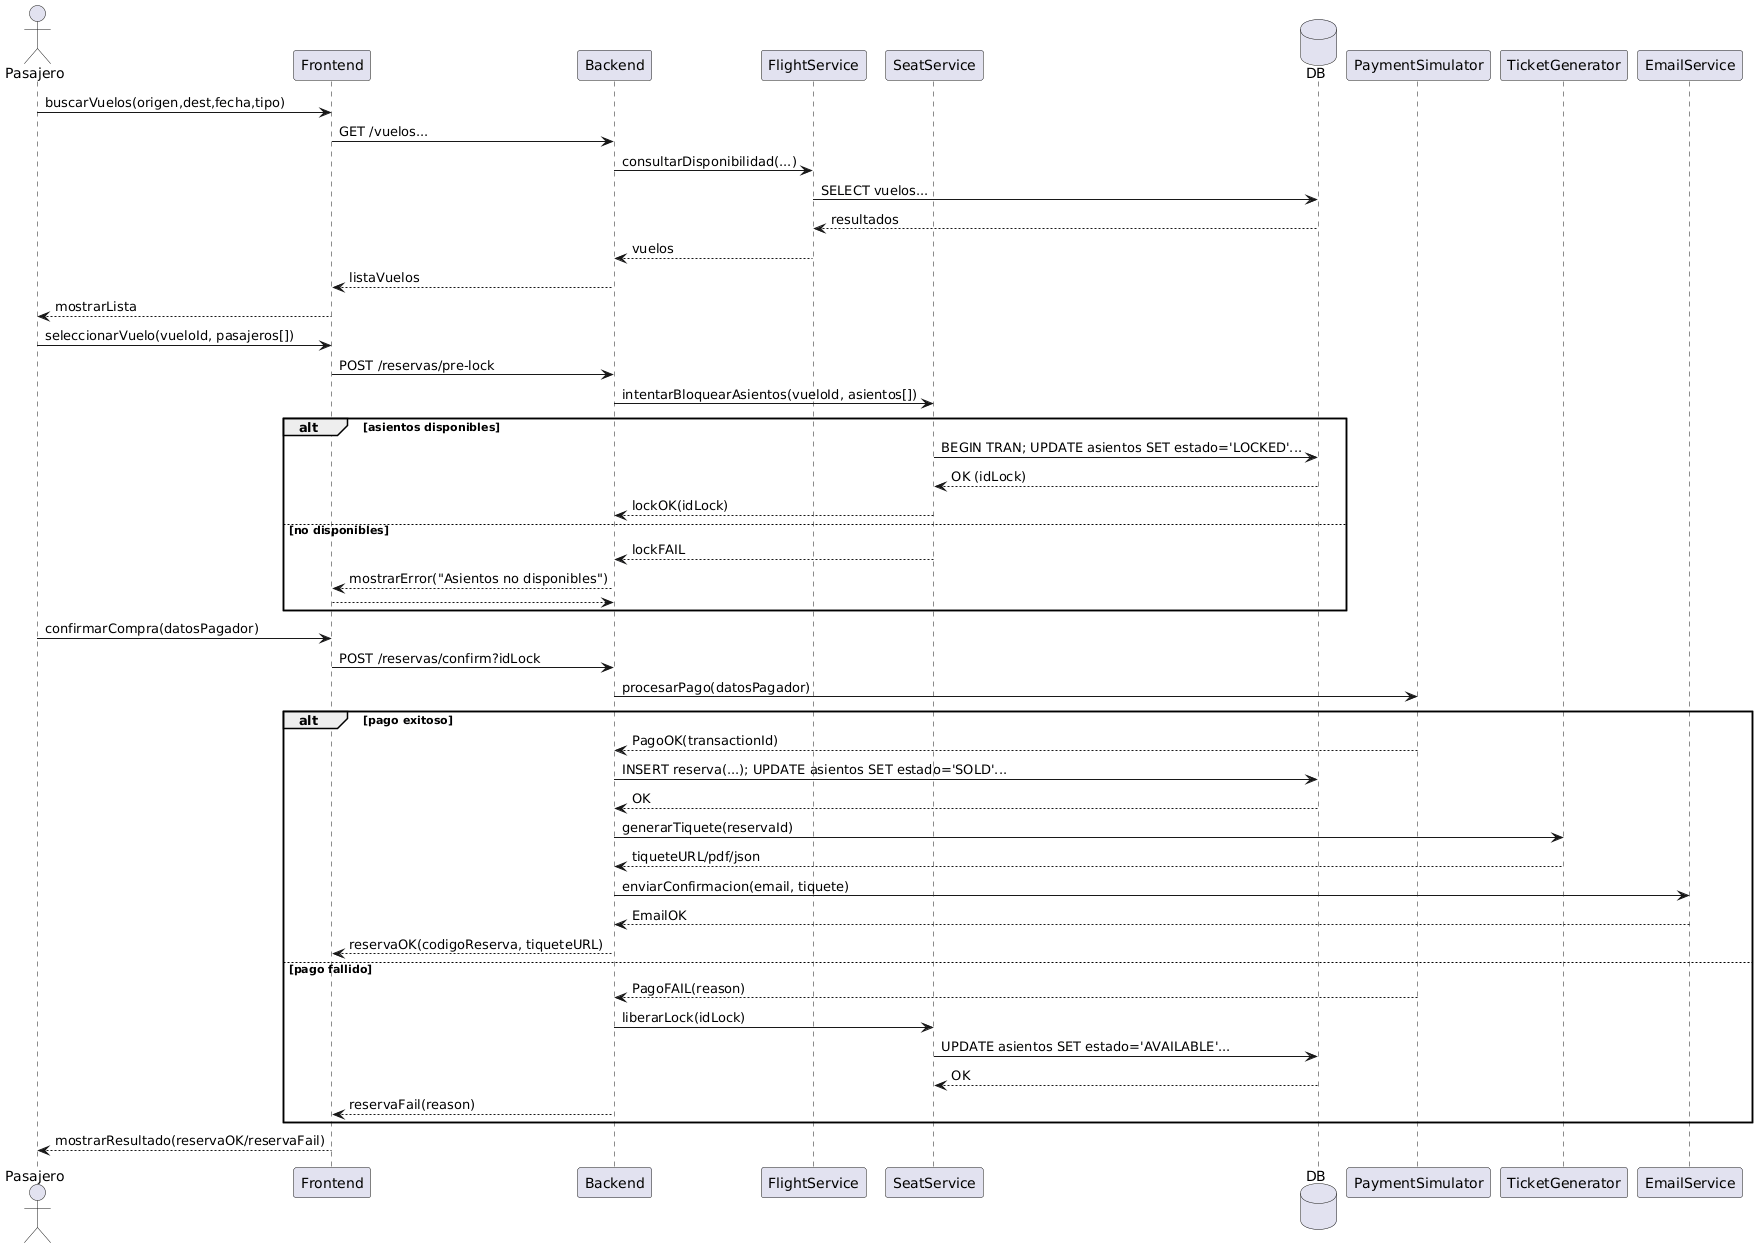 Pasajero
Frontend
Backend
FlightService
SeatService
DB
PaymentSimulator
TicketGenerator
EmailService
buscarVuelos(origen,dest,fecha,tipo)
GET /vuelos...
consultarDisponibilidad(...)
SELECT vuelos...
resultados
vuelos
listaVuelos
mostrarLista
seleccionarVuelo(vueloId, pasajeros[])
POST /reservas/pre-lock
intentarBloquearAsientos(vueloId, asientos[])
alt
[asientos disponibles]
BEGIN TRAN; UPDATE asientos SET estado='LOCKED'...
OK (idLock)
lockOK(idLock)
[no disponibles]
lockFAIL
mostrarError("Asientos no disponibles")
confirmarCompra(datosPagador)
POST /reservas/confirm?idLock
procesarPago(datosPagador)
alt
[pago exitoso]
PagoOK(transactionId)
INSERT reserva(...); UPDATE asientos SET estado='SOLD'...
OK
generarTiquete(reservaId)
tiqueteURL/pdf/json
enviarConfirmacion(email, tiquete)
EmailOK
reservaOK(codigoReserva, tiqueteURL)
[pago fallido]
PagoFAIL(reason)
liberarLock(idLock)
UPDATE asientos SET estado='AVAILABLE'...
OK
reservaFail(reason)
mostrarResultado(reservaOK/reservaFail)
Pasajero
Frontend
Backend
FlightService
SeatService
DB
PaymentSimulator
TicketGenerator
EmailService